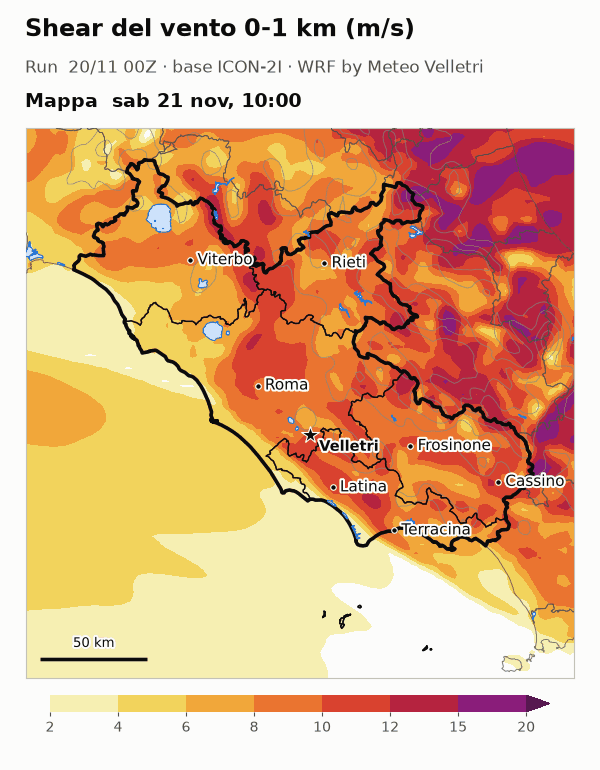 Shear del vento 0-1 km (m/s)
Run  20/11 00Z · base ICON-2I · WRF by Meteo Velletri
Mappa  sab 21 nov, 10:00
Viterbo
Rieti
Roma
Velletri
Frosinone
Latina
Cassino
Terracina
50 km
2 4 6 8 10 12 15 20